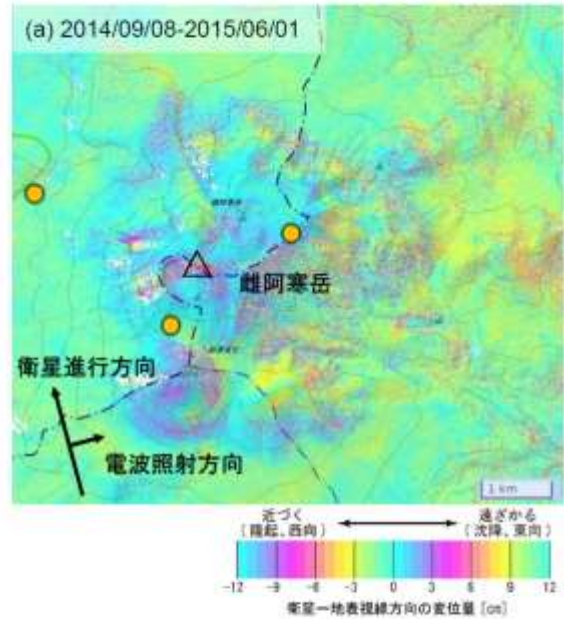 (a) 2014/09/08-2015/06/01
雌阿寒岳
衛星進行方向
電波照射方向
1 km
近づく
(隆起、西向)
遠ざかる
(沈降、東向)
-12 -9 -6 -3 0 3 6 9 12
衛星－地表視線方向の変位量 [cm]